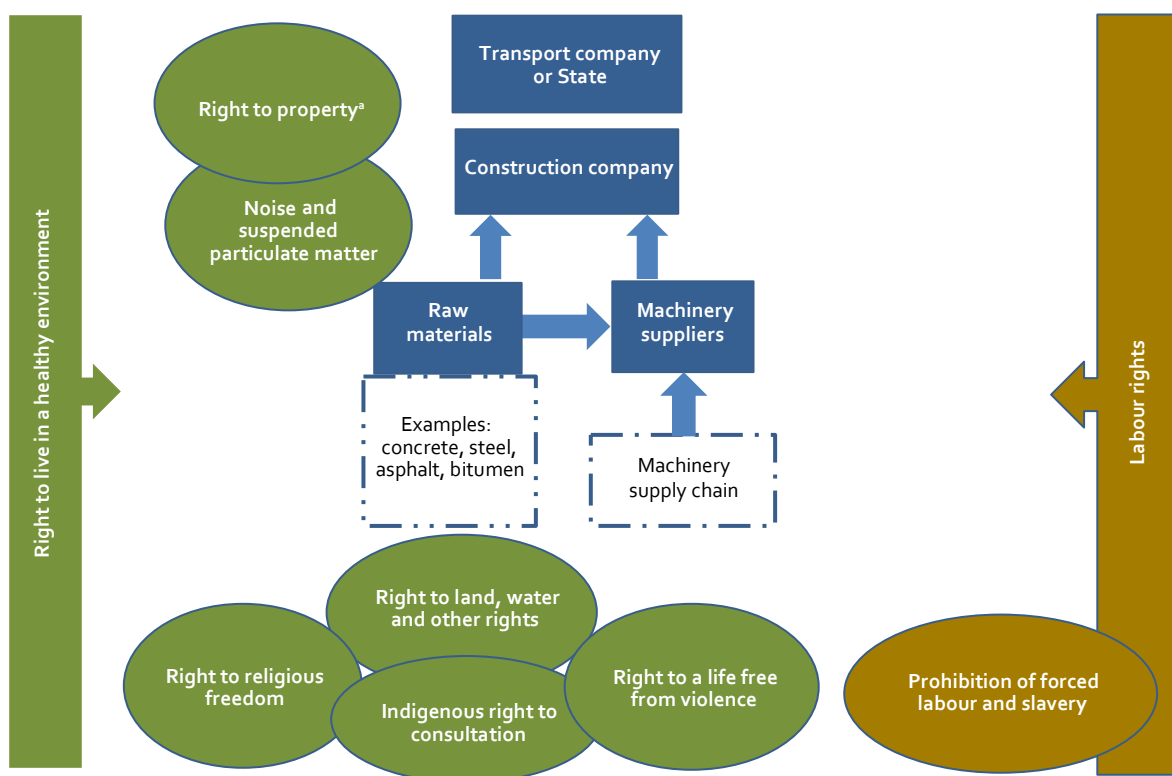 Right to live in a healthy environment
Right to propertyª
Noise and
suspended
particulate matter
Transport company
or State
Construction company
Raw
materials
Machinery
suppliers
Examples:
concrete, steel,
asphalt, bitumen
Machinery
supply chain
Labour rights
Right to land, water
and other rights
Right to religious
freedom
Indigenous right to
consultation
Right to a life free
from violence
Prohibition of forced
labour and slavery